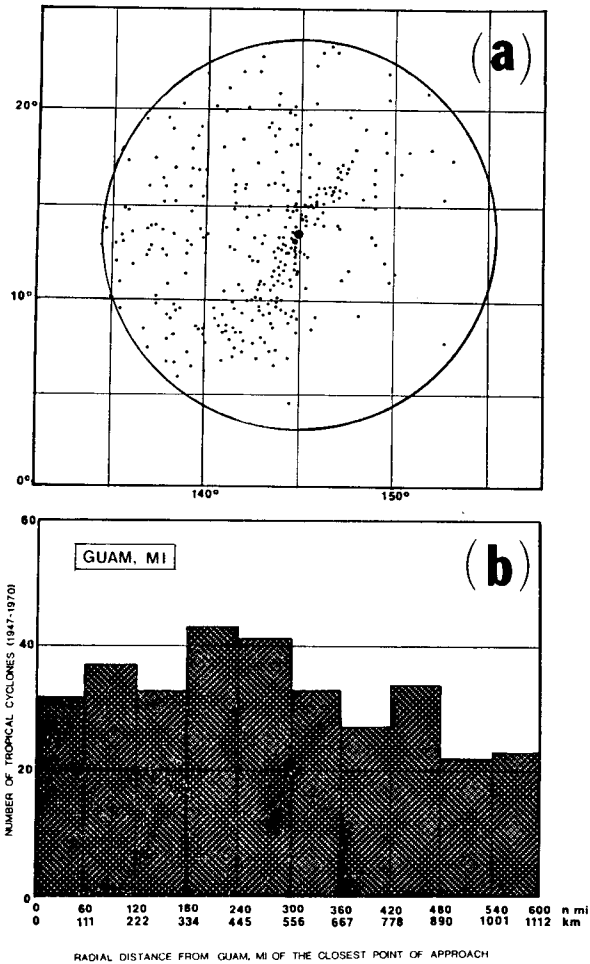 (a)
20°
10°
0°
140° 150°
60
40
20
0
NUMBER OF TROPICAL CYCLONES (1947-1970)
GUAM, MI
(b)
0 60 120 180 240 300 360 420 480 540 600 n mi
0 111 222 334 445 556 667 778 890 1001 1112 km
RADIAL DISTANCE FROM GUAM, MI OF THE CLOSEST POINT OF APPROACH